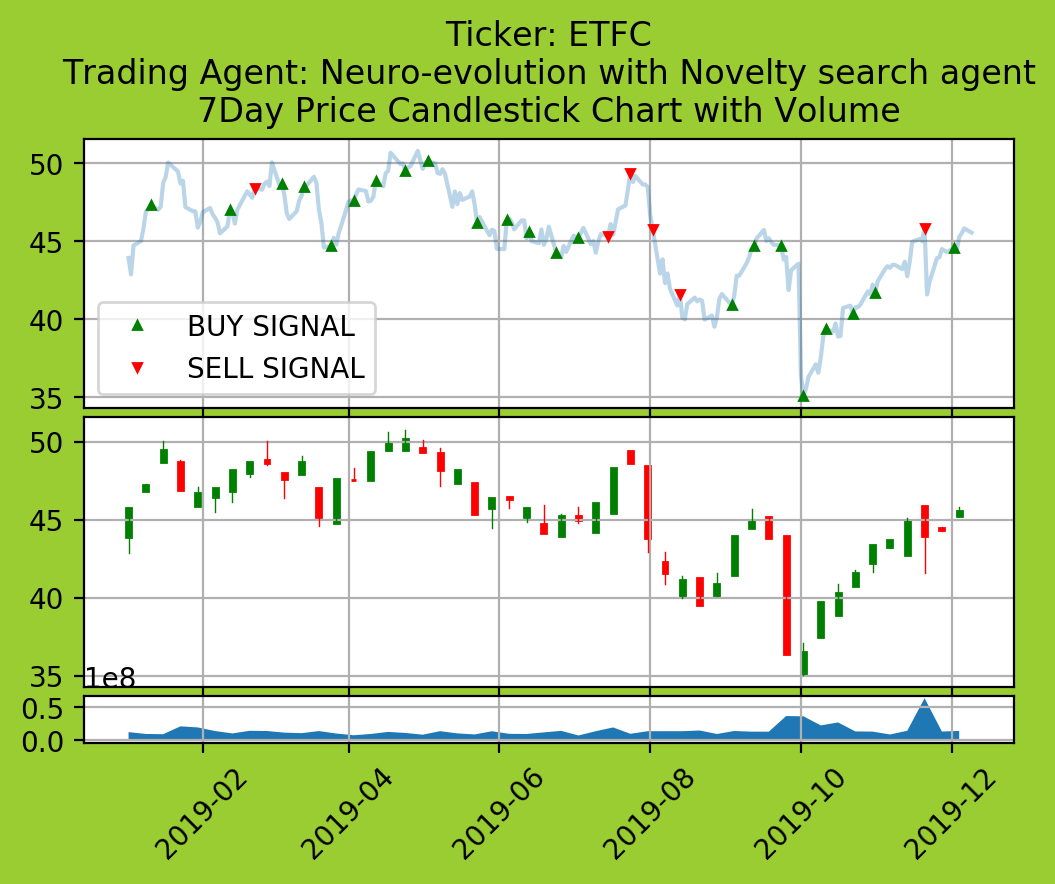 Ticker: ETFC
Trading Agent: Neuro-evolution with Novelty search agent
7Day Price Candlestick Chart with Volume
50
45
40
35
BUY SIGNAL
SELL SIGNAL
50
45
40
35
1e8
0.5
0.0
2019-02
2019-04
2019-06
2019-08
2019-10
2019-12